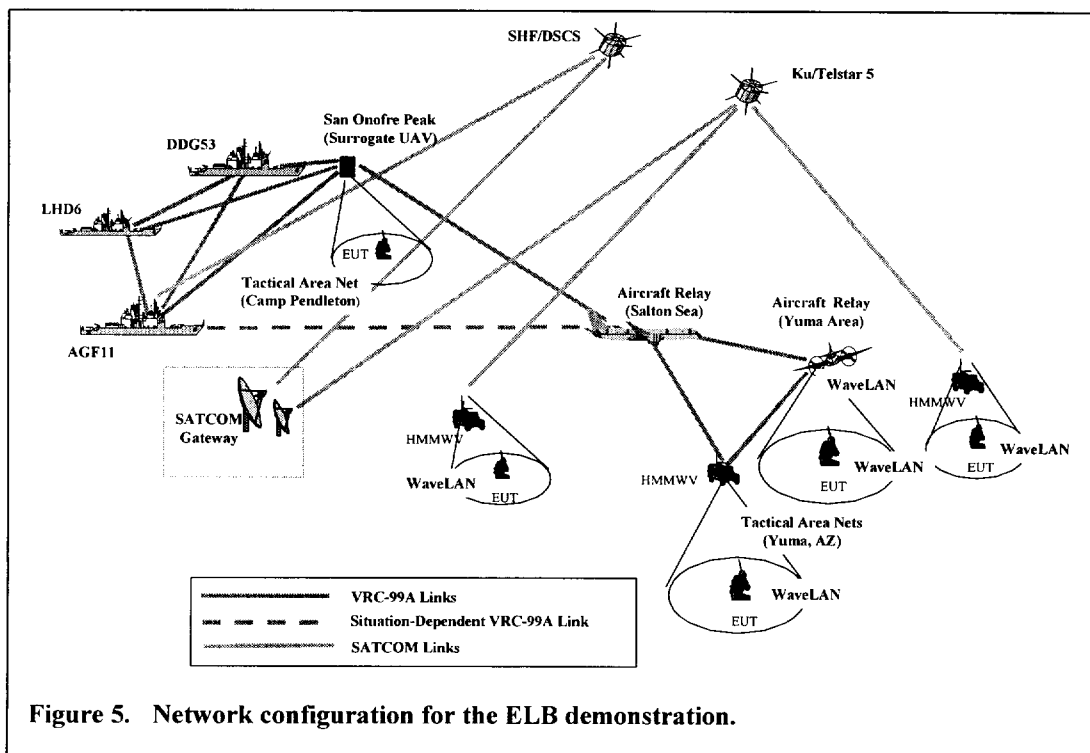 SHF/DSCS
Ku/Telstar 5
San Onofre Peak
(Surrogate UAV)
DDG53
LHD6
EUT
Tactical Area Net
(Camp Pendleton)
Aircraft Relay
(Salton Sea)
Aircraft Relay
(Yuma Area)
AGF11
WaveLAN
SATCOM
Gateway
HMMWV
HMMWV
WaveLAN
EUT
WaveLAN
EUT
WaveLAN
EUT
HMMWV
Tactical Area Nets
(Yuma, AZ)
WaveLAN
EUT
VRC-99A Links
Situation-Dependent VRC-99A Link
SATCOM Links
Figure 5. Network configuration for the ELB demonstration.